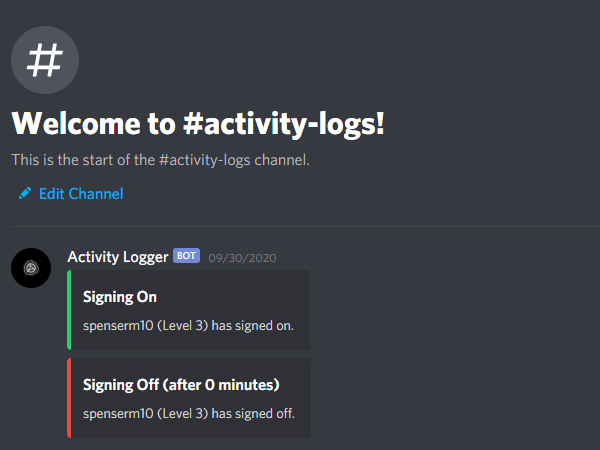 #
Welcome to #activity-logs!
This is the start of the #activity-logs channel.
Edit Channel
Activity Logger BOT 09/30/2020
Signing On
spenserm10 (Level 3) has signed on.
Signing Off (after 0 minutes)
spenserm10 (Level 3) has signed off.